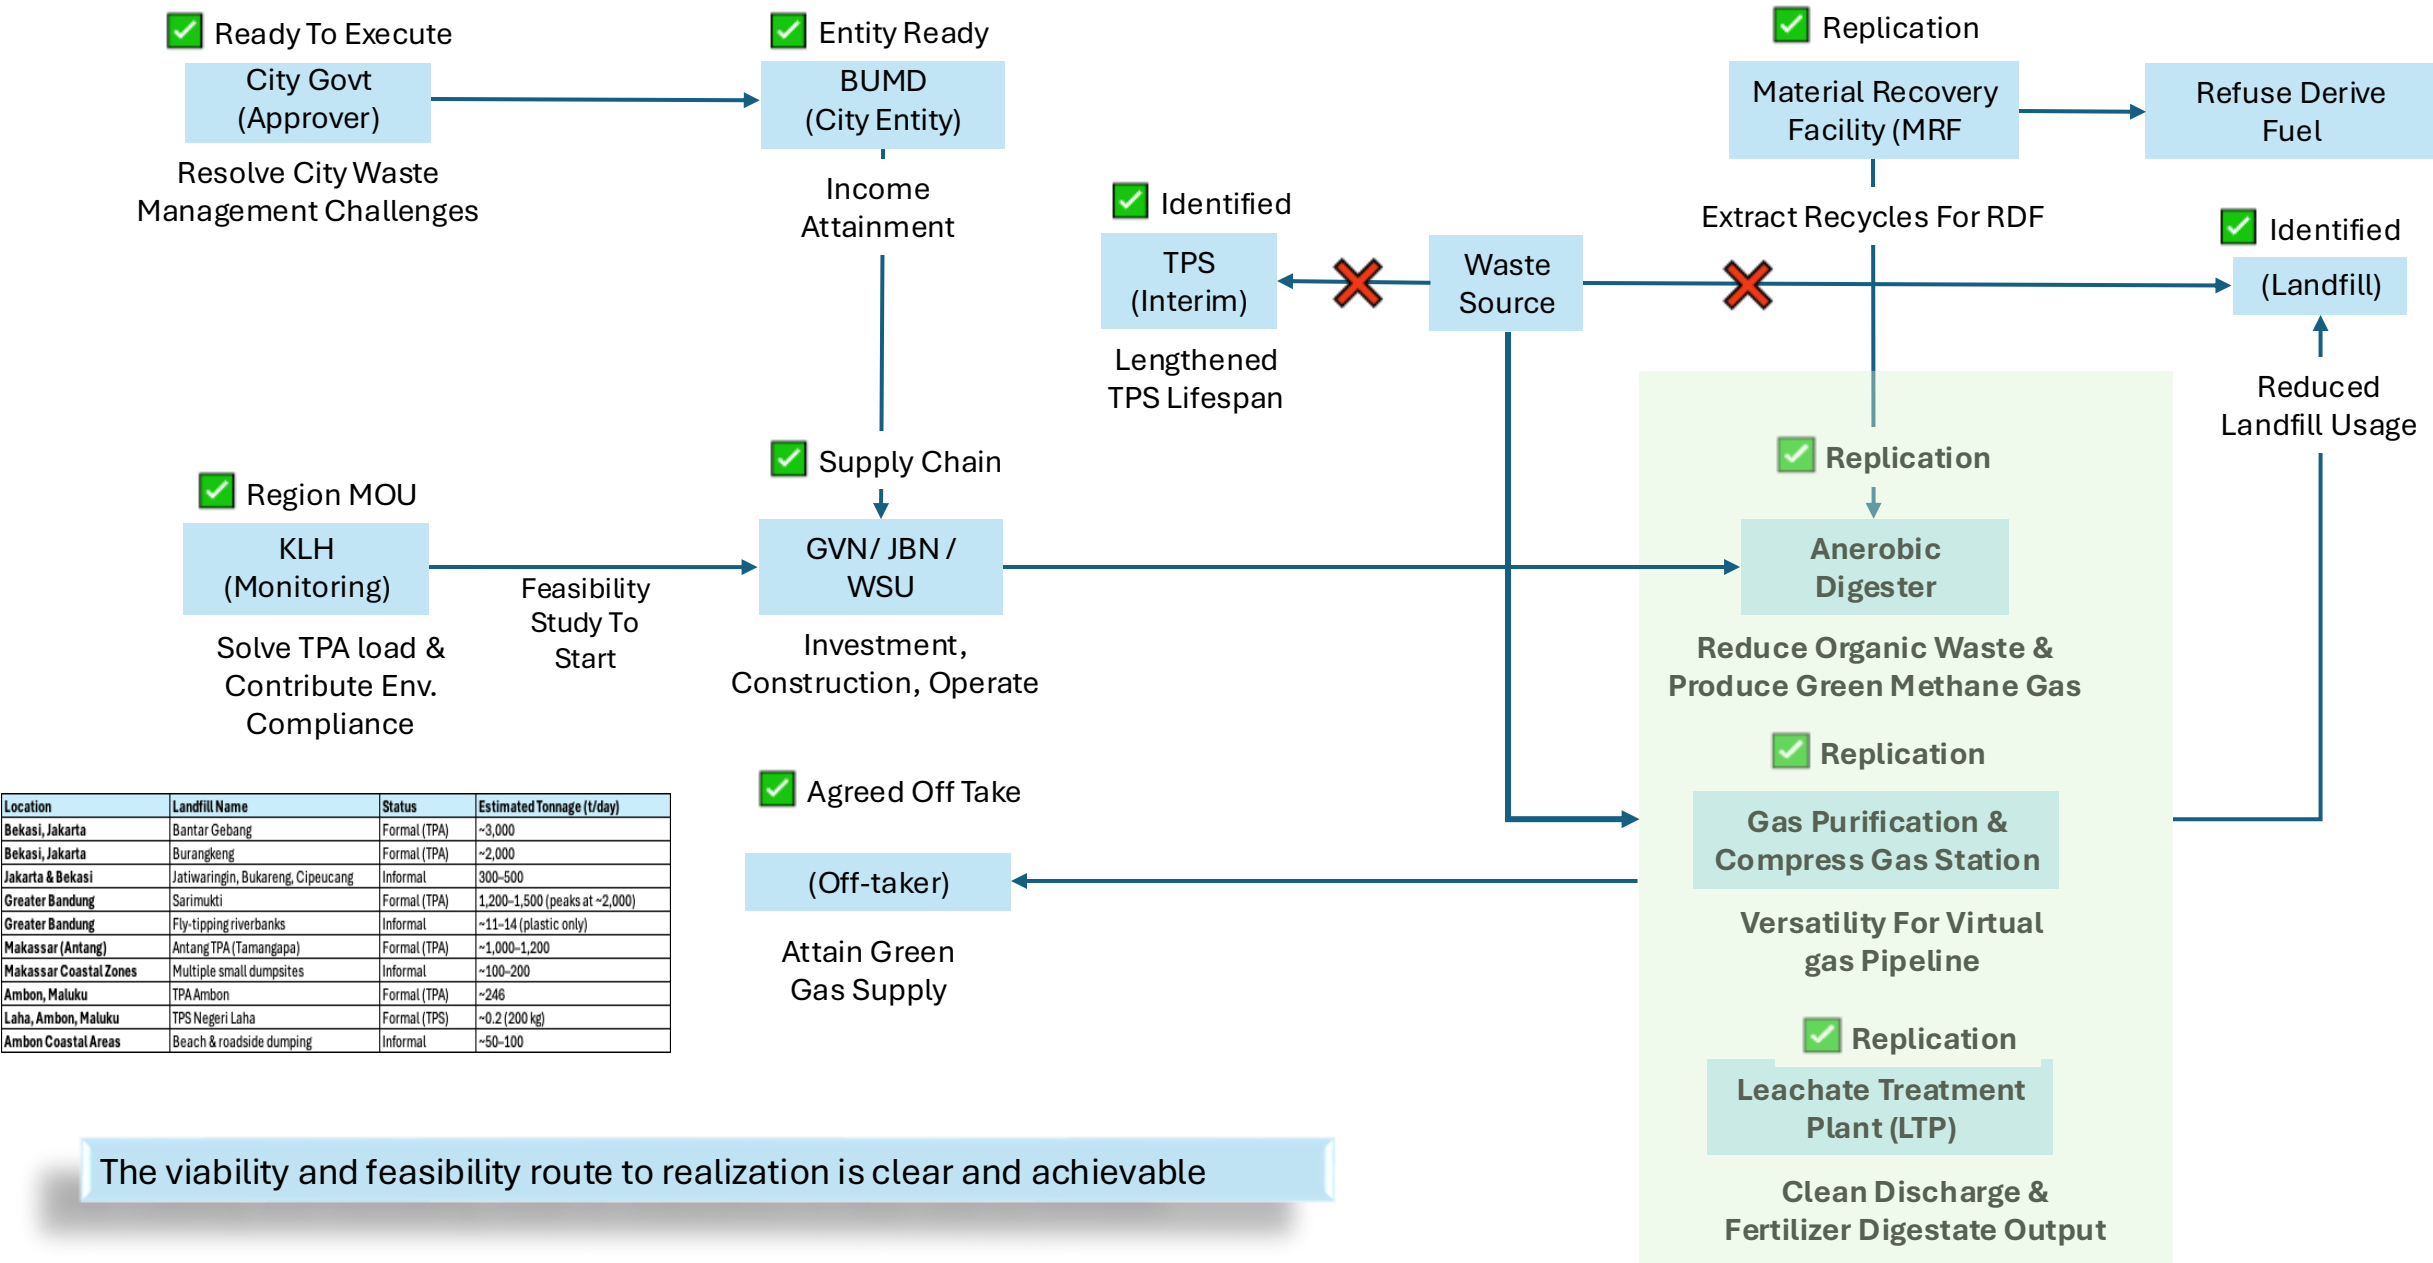 Ready To Execute
City Govt
(Approver)
Resolve City Waste
Management Challenges
Entity Ready
BUMD
(City Entity)
Income
Attainment
Replication
Material Recovery
Facility (MRF
Refuse Derive
Fuel
Extract Recycles For RDF
Identified
TPS
(Interim)
Lengthened
TPS Lifespan
Waste
Source
Identified
(Landfill)
Reduced
Landfill Usage
Region MOU
KLH
(Monitoring)
Solve TPA load &
Contribute Env.
Compliance
Feasibility
Study To
Start
Supply Chain
GVN/ JBN /
WSU
Investment,
Construction, Operate
Replication
Anerobic
Digester
Reduce Organic Waste &
Produce Green Methane Gas
Replication
Gas Purification &
Compress Gas Station
Versatility For Virtual
gas Pipeline
Replication
Leachate Treatment
Plant (LTP)
Clean Discharge &
Fertilizer Digestate Output
Agreed Off Take
(Off-taker)
Attain Green
Gas Supply
Location Landfill Name Status Estimated Tonnage (t/day)
Bekasi, Jakarta Bantar Gebang Formal (TPA) ~3,000
Bekasi, Jakarta Burangkeng Formal (TPA) ~2,000
Jakarta & Bekasi Jatiwaringin, Bukareng, Cipeucang Informal 300–500
Greater Bandung Sarimukti Formal (TPA) 1,200–1,500 (peaks at ~2,000)
Greater Bandung Fly-tipping riverbanks Informal ~11–14 (plastic only)
Makassar (Antang) Antang TPA (Tamangapa) Formal (TPA) ~1,000–1,200
Makassar Coastal Zones Multiple small dumpsites Informal ~100–200
Ambon, Maluku TPA Ambon Formal (TPA) ~246
Laha, Ambon, Maluku TPS Negeri Laha Formal (TPS) ~0.2 (200 kg)
Ambon Coastal Areas Beach & roadside dumping Informal ~50–100
The viability and feasibility route to realization is clear and achievable